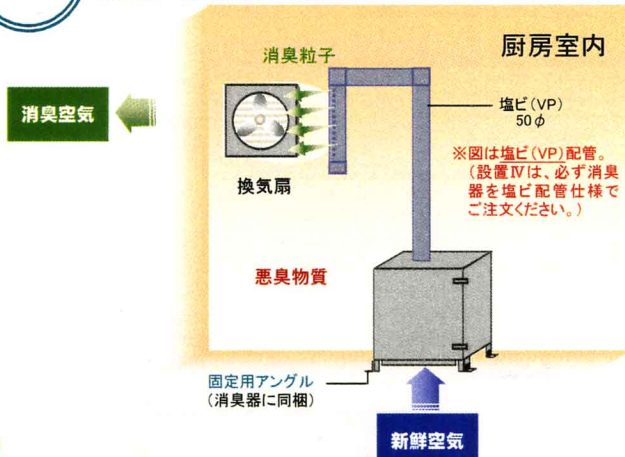 厨房室内
消臭粒子
消臭空気
塩ビ(VP)
50φ
換気扇
※図は塩ビ(VP)配管。
(設置Ⅳは、必ず消臭
器を塩ビ配管仕様で
ご注文ください。)
悪臭物質
固定用アングル
(消臭器に同梱)
新鮮空気